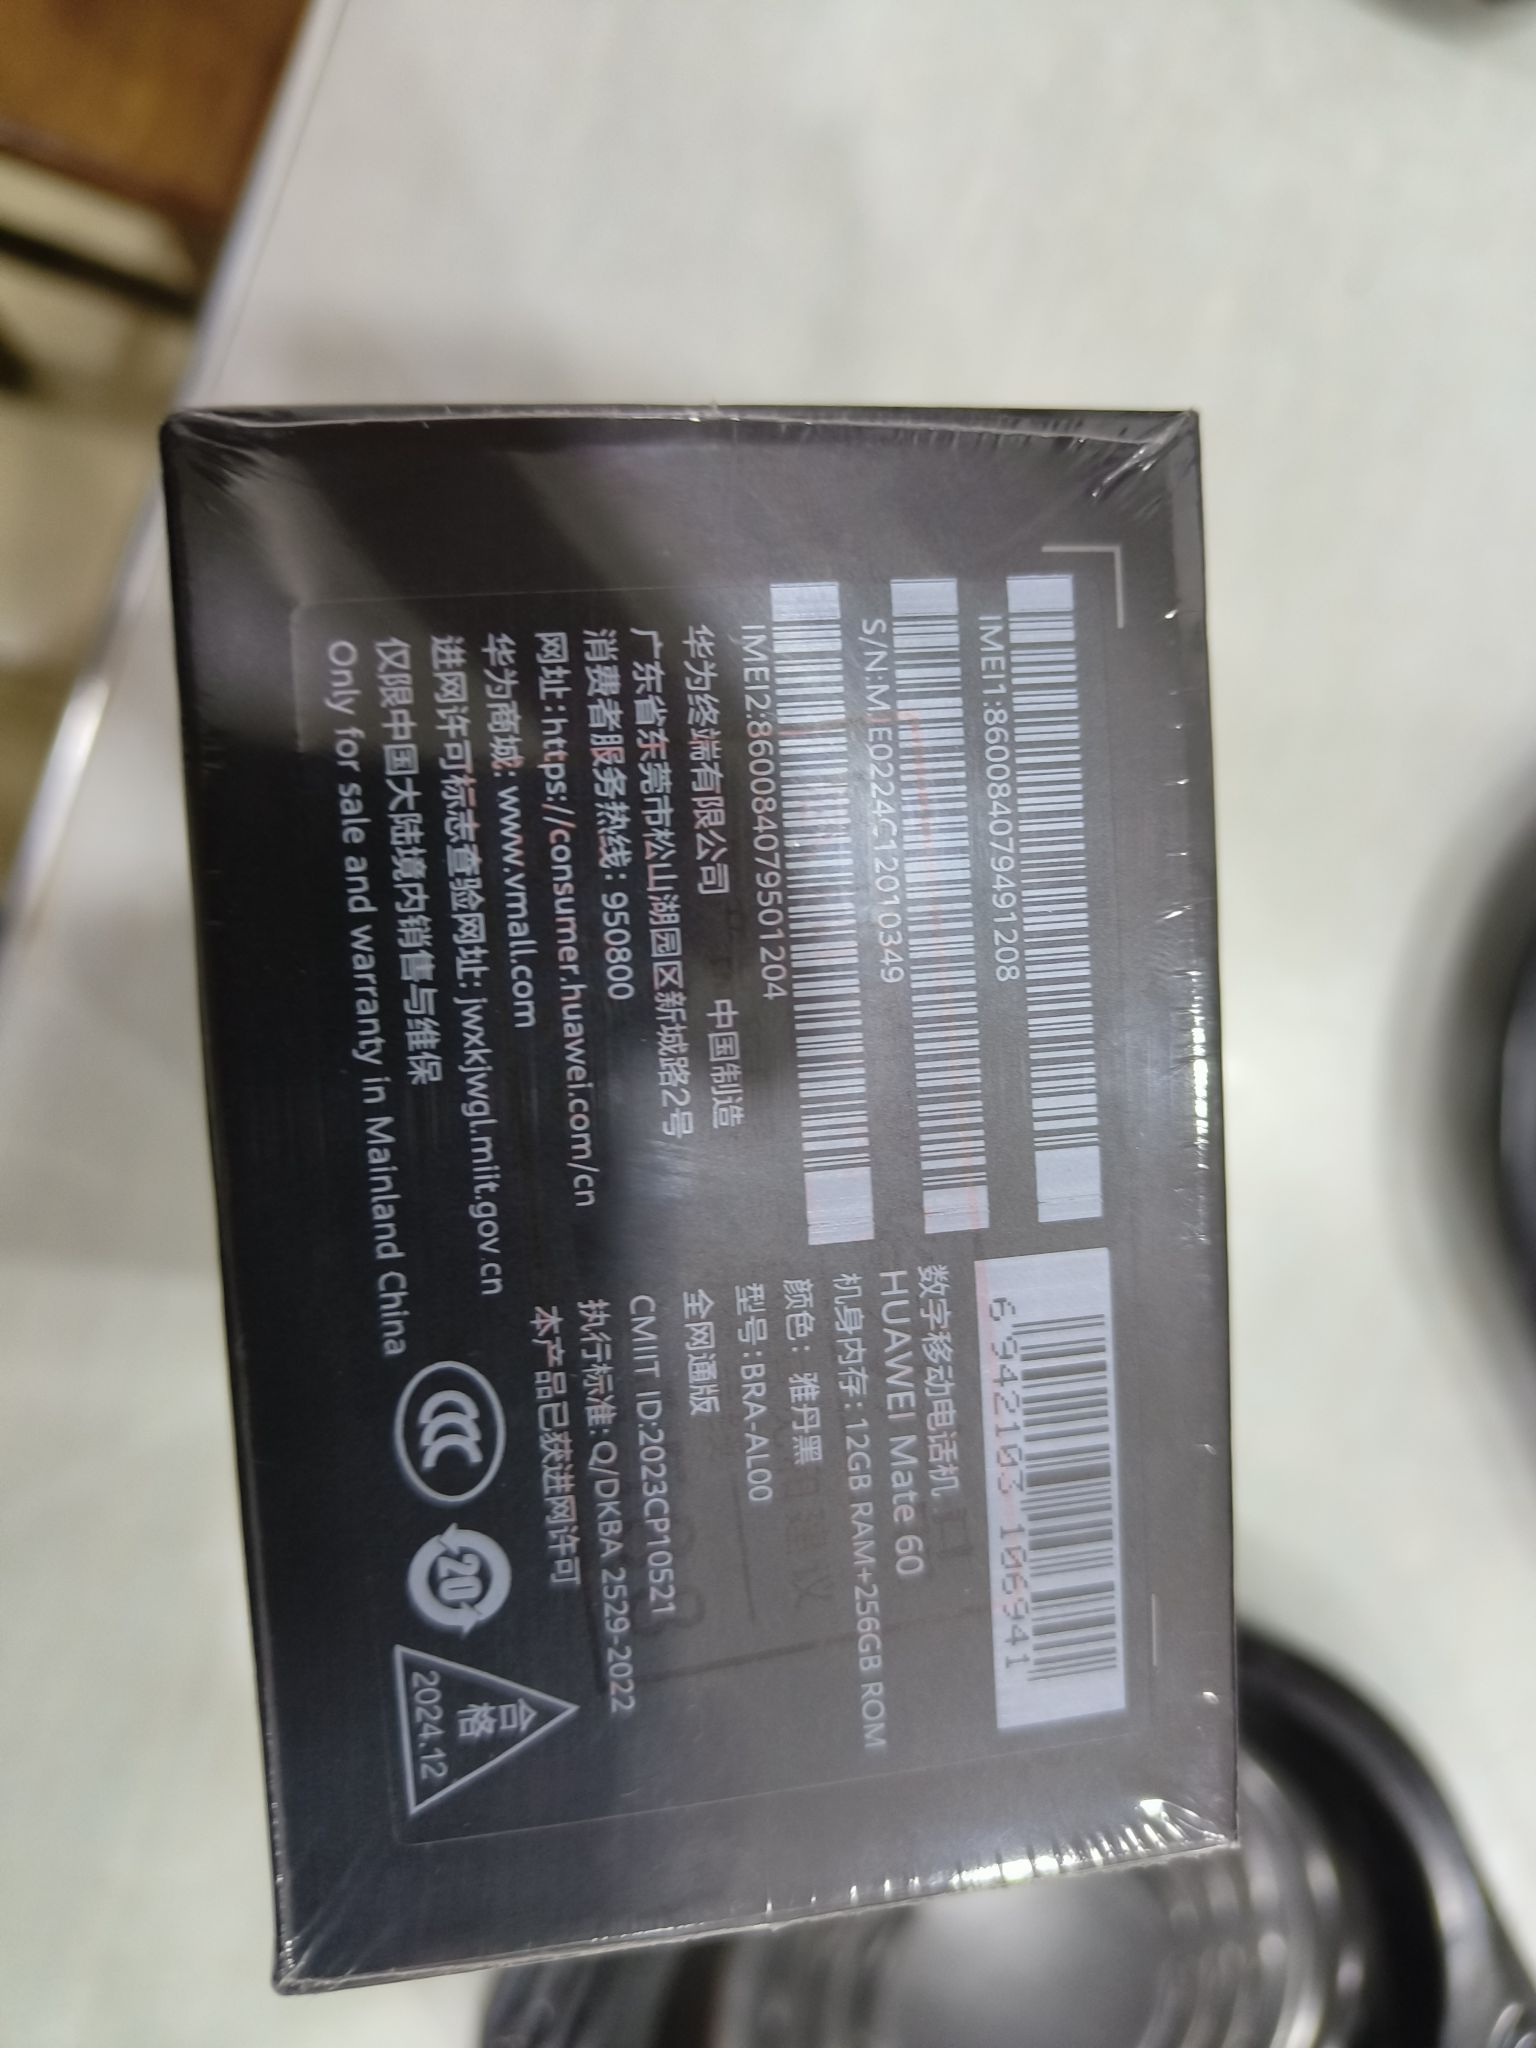 IMEI1:860084079491208
S/N:MJE0224C12010349
IMEI2:860084079501204
华为终端有限公司 中国制造
广东省东莞市松山湖园区新城路2号
消费者服务热线：950800
网址：https://consumer.huawei.com/cn
华为商城：www.vmall.com
进网许可标志查验网址：jwxkjwgl.miit.gov.cn
仅限中国大陆境内销售与维保
Only for sale and warranty in Mainland China
6 942103 106941
数字移动电话机
HUAWEI Mate 60
机身内存：12GB RAM+256GB ROM
颜色：雅丹黑
型号：BRA-AL00
全网通版
CMIIT ID:2023CP10521
执行标准：Q/DKBA 2529-2022
本产品已获进网许可
CCC
20
合格
2024.12